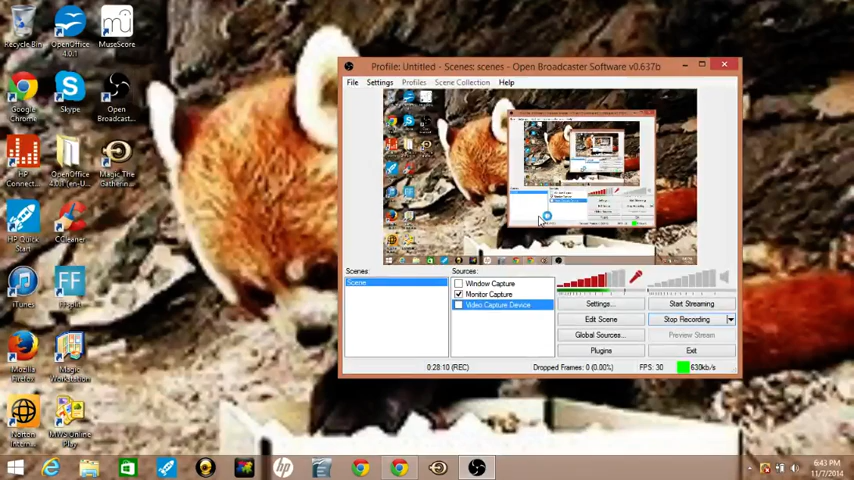 Recycle Bin
OpenOffice
4.0.1
MuseScore
Google
Chrome
Skype
Open
Broadcast...
HP
Connect...
OpenOffice
4.0.1 (en-U...
Magic The
Gatherin...
HP Quick
Start
CCleaner
iTunes
FFsplit
Mozilla
Firefox
Magic
Workstation
Norton
Intern...
MWS Online
Play
Profile: Untitled - Scenes: scenes - Open Broadcaster Software v0.637b
File Settings Profiles Scene Collection Help
Scenes:
Scene
Sources:
Window Capture
Monitor Capture
Video Capture Device
Settings...
Start Streaming
Edit Scene
Stop Recording
Global Sources...
Preview Stream
Plugins
Exit
0:28:10 (REC)
Dropped Frames: 0 (0.00%)
FPS: 30
630kb/s
hp
6:43 PM
11/7/2014